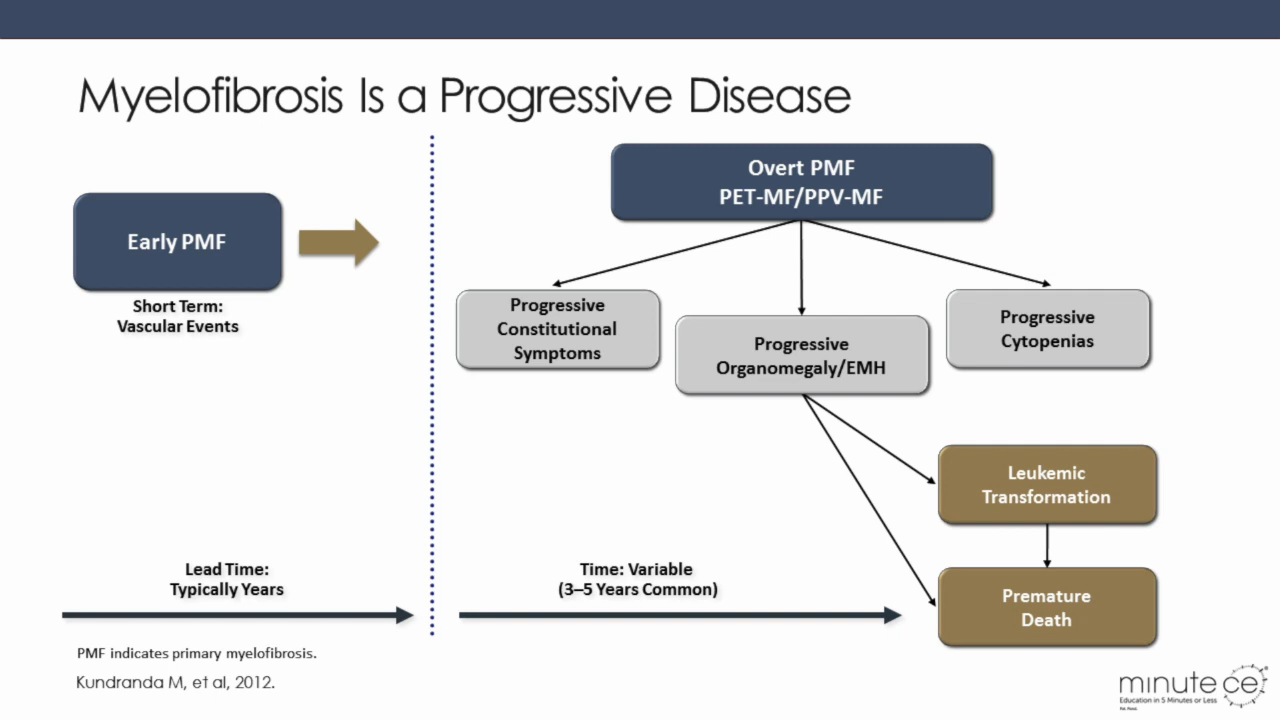 Myelofibrosis Is a Progressive Disease
Early PMF
Short Term:
Vascular Events
Overt PMF
PET-MF/PPV-MF
Progressive
Constitutional
Symptoms
Progressive
Organomegaly/EMH
Progressive
Cytopenias
Leukemic
Transformation
Premature
Death
Lead Time:
Typically Years
Time: Variable
(3–5 Years Common)
PMF indicates primary myelofibrosis.
Kundranda M, et al, 2012.
minute ce
Education in 5 Minutes or Less